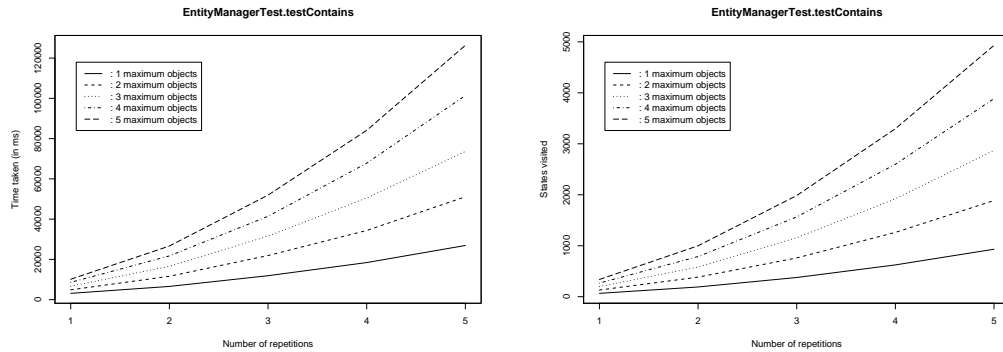 EntityManagerTest.testContains
Time taken (in ms)
0
20000
40000
60000
80000
100000
120000
: 1 maximum objects
: 2 maximum objects
: 3 maximum objects
: 4 maximum objects
: 5 maximum objects
1 2 3 4 5
Number of repetitions
EntityManagerTest.testContains
States visited
0
1000
2000
3000
4000
5000
: 1 maximum objects
: 2 maximum objects
: 3 maximum objects
: 4 maximum objects
: 5 maximum objects
1 2 3 4 5
Number of repetitions